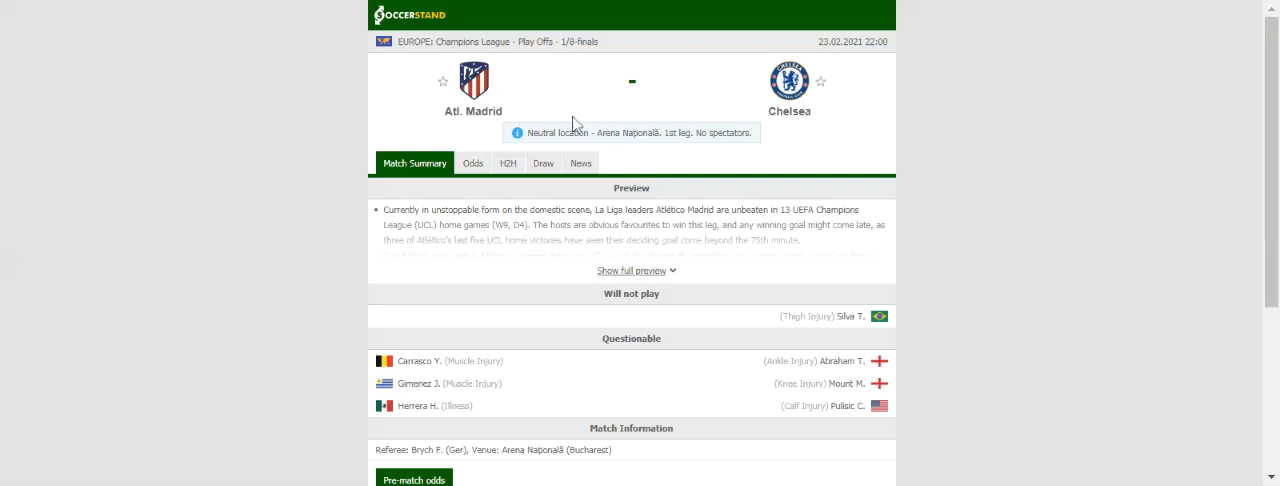 SOCCERSTAND
EUROPE: Champions League - Play Offs - 1/8-finals 23.02.2021 22:00
-
Atl. Madrid Chelsea
Neutral location - Arena Națională. 1st leg. No spectators.
Match Summary Odds H2H Draw News
Preview
Currently in unstoppable form on the domestic scene, La Liga leaders Atlético Madrid are unbeaten in 13 UEFA Champions
League (UCL) home games (W9, D4). The hosts are obvious favourites to win this leg, and any winning goal might come late, as
three of Atlético's last five UCL home victories have seen their deciding goal come beyond the 75th minute.
Show full preview
Will not play
(Thigh Injury) Silva T.
Questionable
Carrasco Y. (Muscle Injury) (Ankle Injury) Abraham T.
Gimenez J. (Muscle Injury) (Knee Injury) Mount M.
Herrera H. (Illness) (Calf Injury) Pulisic C.
Match Information
Referee: Brych F. (Ger), Venue: Arena Națională (Bucharest)
Pre-match odds